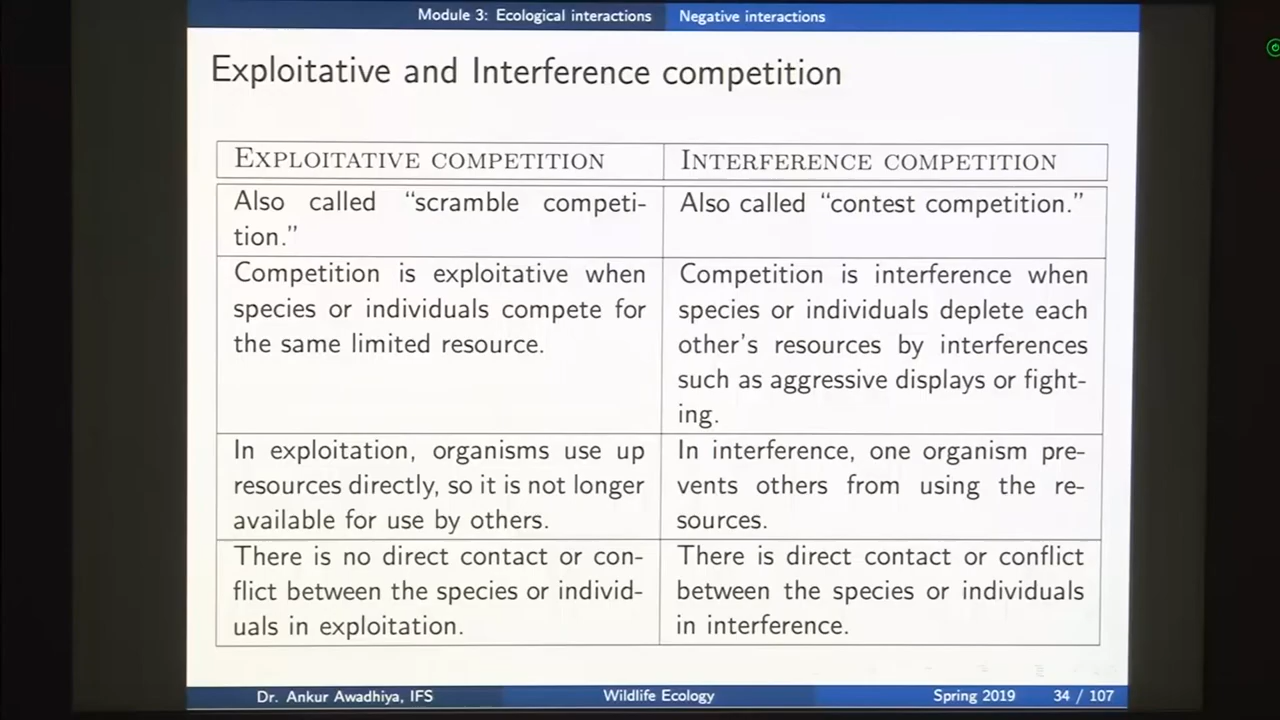 Module 3: Ecological interactions Negative interactions
Exploitative and Interference competition
EXPLOITATIVE COMPETITION
INTERFERENCE COMPETITION
Also called “scramble competi-
tion.”
Also called “contest competition.”
Competition is exploitative when
species or individuals compete for
the same limited resource.
Competition is interference when
species or individuals deplete each
other’s resources by interferences
such as aggressive displays or fight-
ing.
In exploitation, organisms use up
resources directly, so it is not longer
available for use by others.
In interference, one organism pre-
vents others from using the re-
sources.
There is no direct contact or con-
flict between the species or individ-
uals in exploitation.
There is direct contact or conflict
between the species or individuals
in interference.
Dr. Ankur Awadhiya, IFS Wildlife Ecology Spring 2019 34 / 107